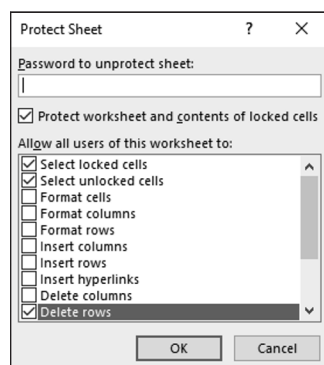 Protect Sheet ? ×
Password to unprotect sheet:
Protect worksheet and contents of locked cells
Allow all users of this worksheet to:
Select locked cells
Select unlocked cells
Format cells
Format columns
Format rows
Insert columns
Insert rows
Insert hyperlinks
Delete columns
Delete rows
OK Cancel